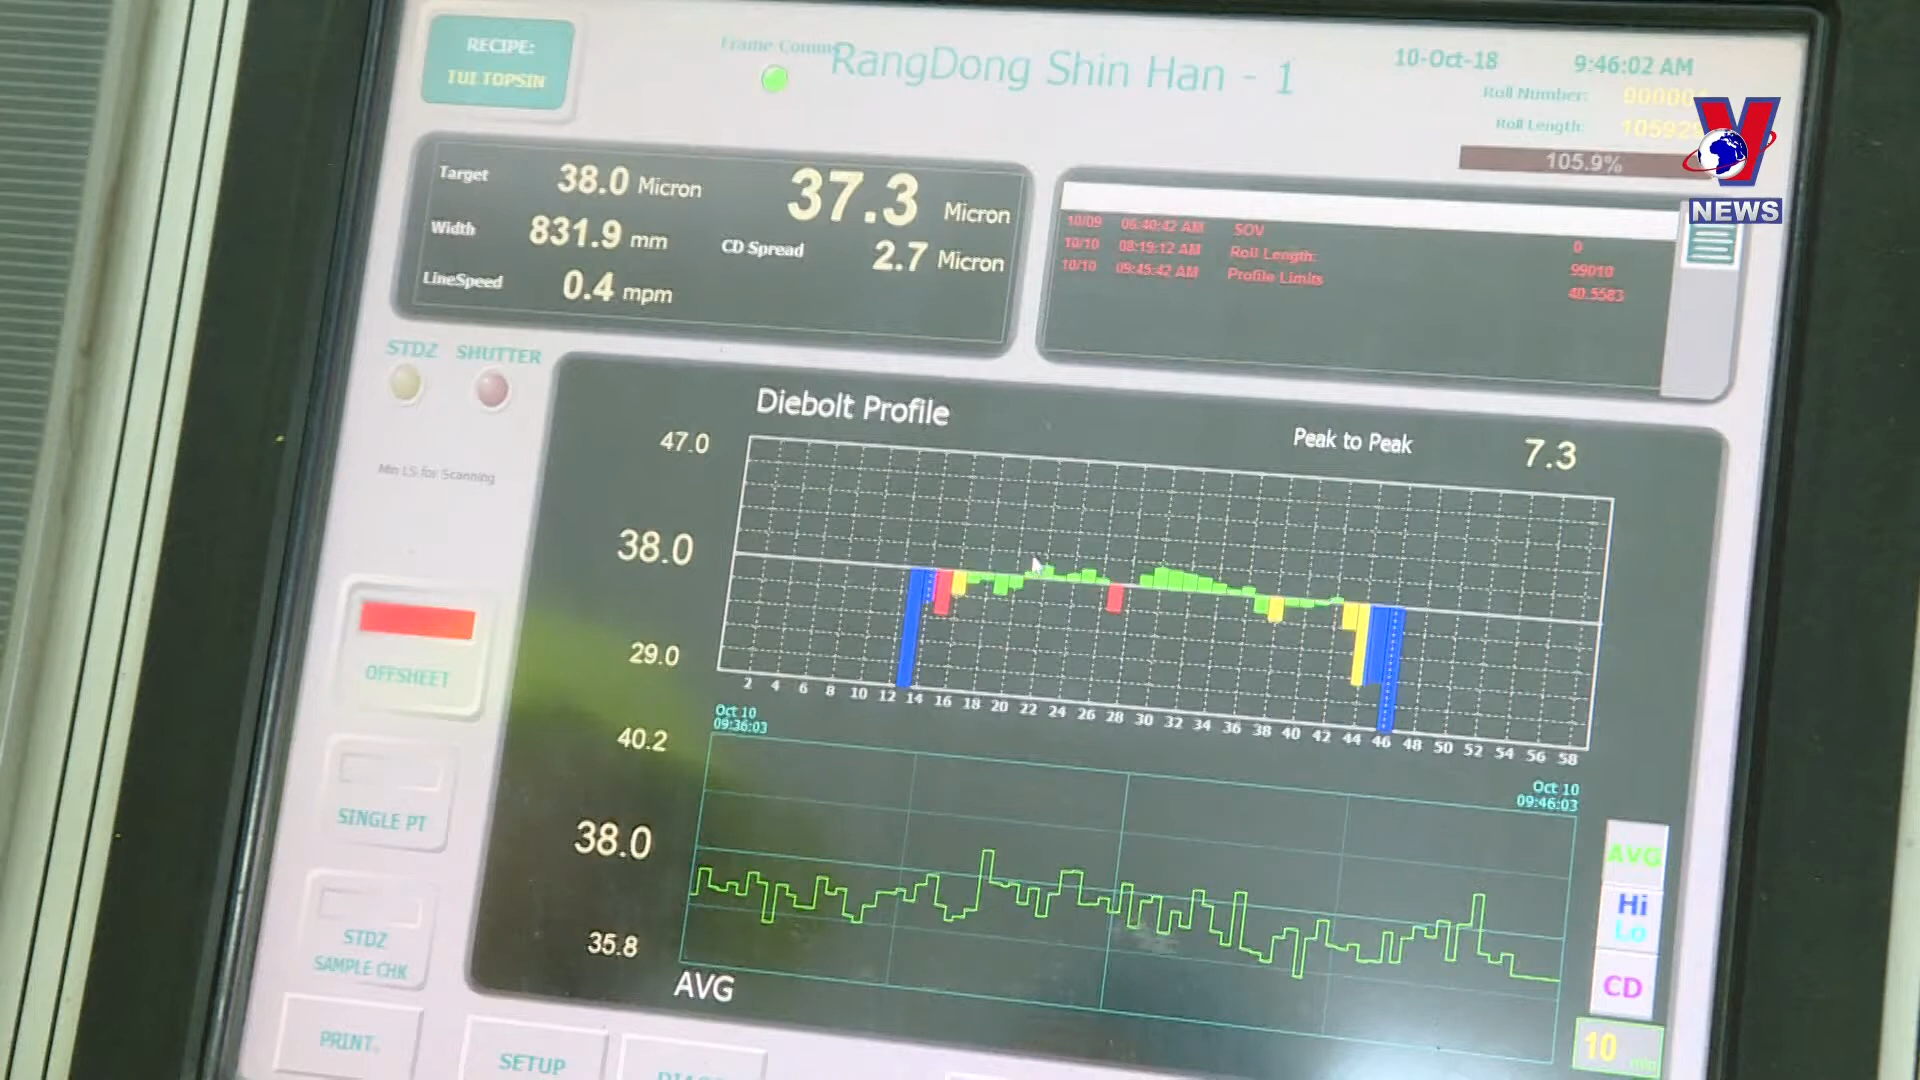 RECIPE:
TUI TOPSIN
Frame Comm
RangDong Shin Han - 1
10-Oct-18
9:46:02 AM
Roll Number:
Roll Length:
105.9%
NEWS
Target 38.0 Micron
37.3 Micron
Width 831.9 mm
CD Spread 2.7 Micron
LineSpeed 0.4 mpm
10/09 06:40:42 AM SOV 0
10/10 08:19:12 AM Roll Length: 99010
10/10 09:45:42 AM Profile Limits 40.5583
STDZ SHUTTER
Min LS for Scanning
OFFSHEET
SINGLE PT
STDZ
SAMPLE CHK
PRINT
SETUP
Diebolt Profile
Peak to Peak 7.3
47.0
38.0
29.0
2 4 6 8 10 12 14 16 18 20 22 24 26 28 30 32 34 36 38 40 42 44 46 48 50 52 54 56 58
Oct 10
09:36:03
Oct 10
09:46:03
40.2
38.0
35.8
AVG
AVG
Hi
Lo
CD
10 min